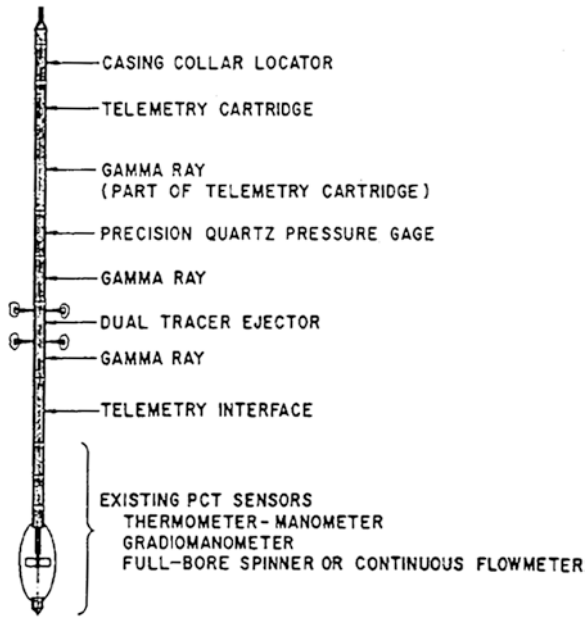 CASING COLLAR LOCATOR
TELEMETRY CARTRIDGE
GAMMA RAY
(PART OF TELEMETRY CARTRIDGE)
PRECISION QUARTZ PRESSURE GAGE
GAMMA RAY
DUAL TRACER EJECTOR
GAMMA RAY
TELEMETRY INTERFACE
EXISTING PCT SENSORS
THERMOMETER-MANOMETER
GRADIOMANOMETER
FULL-BORE SPINNER OR CONTINUOUS FLOWMETER